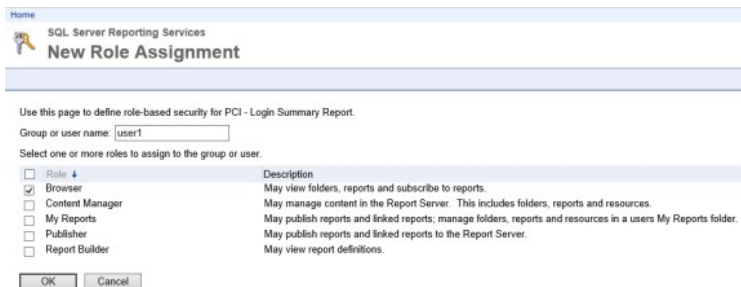 Home
SQL Server Reporting Services
New Role Assignment
Use this page to define role-based security for PCI - Login Summary Report.
Group or user name: user1
Select one or more roles to assign to the group or user.
Role ↓ Description
Browser May view folders, reports and subscribe to reports.
Content Manager May manage content in the Report Server. This includes folders, reports and resources.
My Reports May publish reports and linked reports; manage folders, reports and resources in a users My Reports folder.
Publisher May publish reports and linked reports to the Report Server.
Report Builder May view report definitions.
OK Cancel